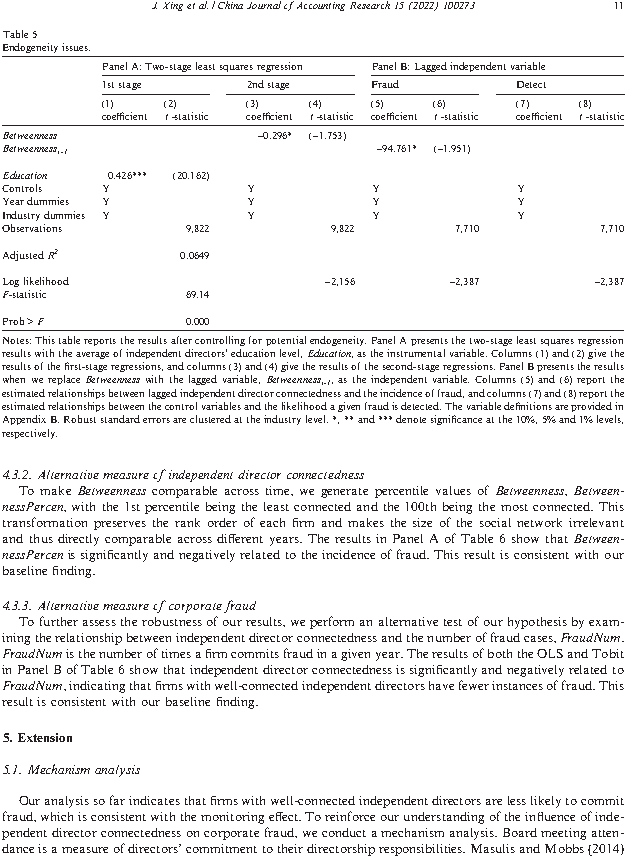 J. Xing et al. / China Journal of Accounting Research 15 (2022) 100273 11
Table 5
Endogeneity issues.
Panel A: Two-stage least squares regression Panel B: Lagged independent variable
1st stage 2nd stage Fraud Detect
(1) (2) (3) (4) (5) (6) (7) (8)
coefficient t -statistic coefficient t -statistic coefficient t -statistic coefficient t -statistic
Betweenness −0.296* (−1.753)
Betweenness t-1 −94.761* (−1.951)
Education 0.426*** (20.162)
Controls Y Y Y Y
Year dummies Y Y Y Y
Industry dummies Y Y Y Y
Observations 9,822 9,822 7,710 7,710
Adjusted R² 0.0649
Log likelihood −2,156 −2,387 −2,387
F-statistic 69.14
Prob > F 0.000
Notes: This table reports the results after controlling for potential endogeneity. Panel A presents the two-stage least squares regression
results with the average of independent directors' education level, Education, as the instrumental variable. Columns (1) and (2) give the
results of the first-stage regressions, and columns (3) and (4) give the results of the second-stage regressions. Panel B presents the results
when we replace Betweenness with the lagged variable, Betweenness t-1, as the independent variable. Columns (5) and (6) report the
estimated relationships between lagged independent director connectedness and the incidence of fraud, and columns (7) and (8) report the
estimated relationships between the control variables and the likelihood a given fraud is detected. The variable definitions are provided in
Appendix B. Robust standard errors are clustered at the industry level. *, ** and *** denote significance at the 10%, 5% and 1% levels,
respectively.
4.3.2. Alternative measure of independent director connectedness
To make Betweenness comparable across time, we generate percentile values of Betweenness, Between-
nessPercen, with the 1st percentile being the least connected and the 100th being the most connected. This
transformation preserves the rank order of each firm and makes the size of the social network irrelevant
and thus directly comparable across different years. The results in Panel A of Table 6 show that Between-
nessPercen is significantly and negatively related to the incidence of fraud. This result is consistent with our
baseline finding.
4.3.3. Alternative measure of corporate fraud
To further assess the robustness of our results, we perform an alternative test of our hypothesis by exam-
ining the relationship between independent director connectedness and the number of fraud cases, FraudNum.
FraudNum is the number of times a firm commits fraud in a given year. The results of both the OLS and Tobit
in Panel B of Table 6 show that independent director connectedness is significantly and negatively related to
FraudNum, indicating that firms with well-connected independent directors have fewer instances of fraud. This
result is consistent with our baseline finding.
5. Extension
5.1. Mechanism analysis
Our analysis so far indicates that firms with well-connected independent directors are less likely to commit
fraud, which is consistent with the monitoring effect. To reinforce our understanding of the influence of inde-
pendent director connectedness on corporate fraud, we conduct a mechanism analysis. Board meeting atten-
dance is a measure of directors' commitment to their directorship responsibilities. Masulis and Mobbs (2014)